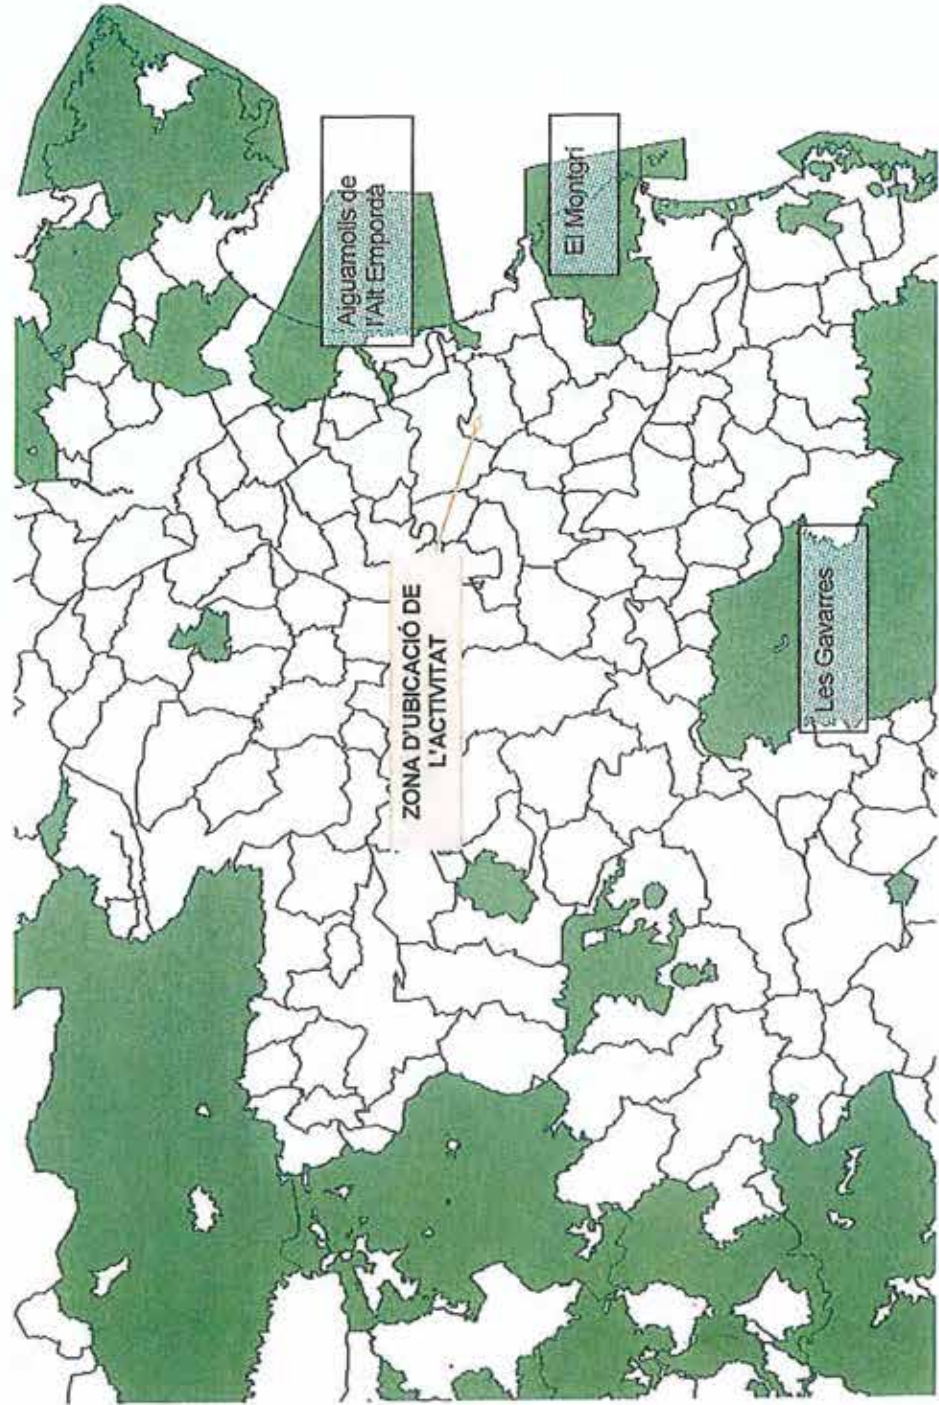 Aiguamolls de
l'Alt Empordà
El Montgrí
ZONA D'UBICACIÓ DE
L'ACTIVITAT
Les Gavarres